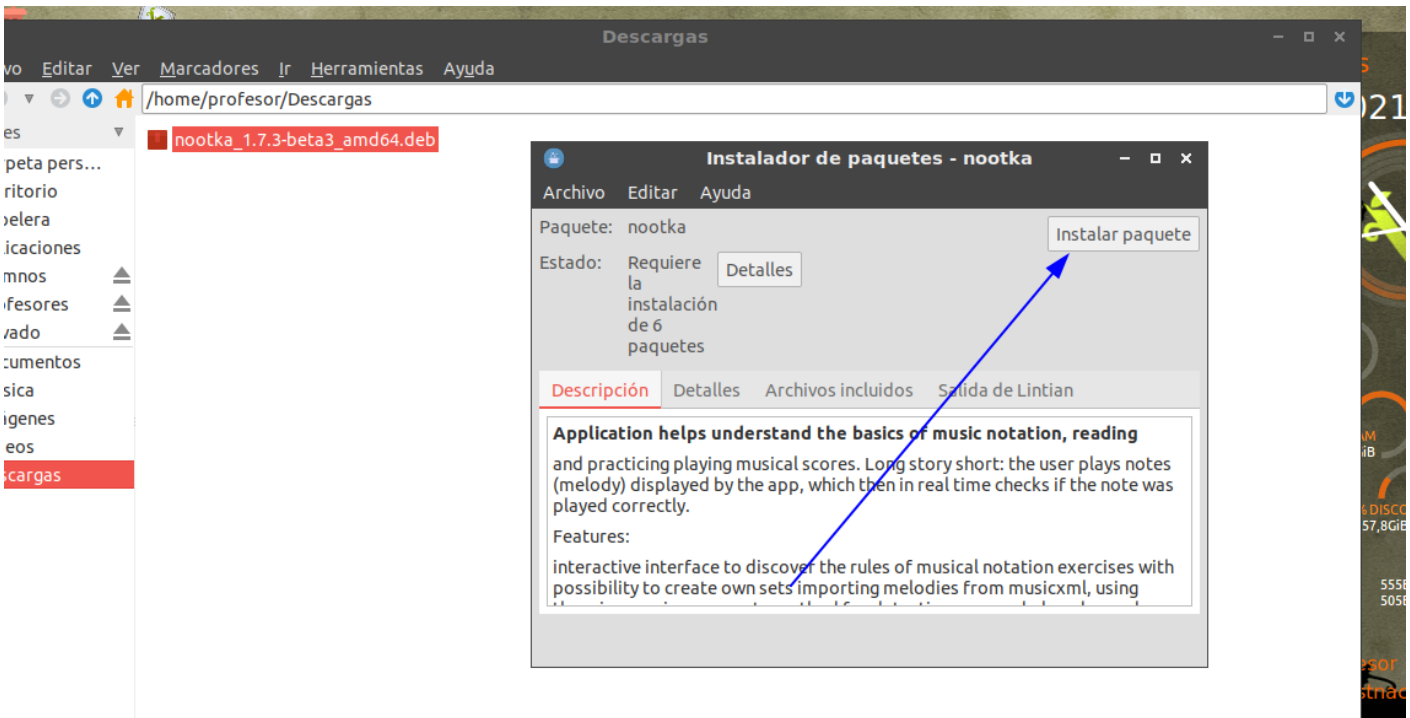 Descargas
Editar Ver Marcadores Ir Herramientas Ayuda
/home/profesor/Descargas
nootka_1.7.3-beta3_amd64.deb
Instalador de paquetes - nootka
Archivo Editar Ayuda
Paquete: nootka
Instalar paquete
Estado: Requiere
la
instalación
de 6
paquetes
Detalles
Descripción Detalles Archivos incluidos Salida de Lintian
Application helps understand the basics of music notation, reading
and practicing playing musical scores. Long story short: the user plays notes
(melody) displayed by the app, which then in real time checks if the note was
played correctly.
Features:
interactive interface to discover the rules of musical notation exercises with
possibility to create own sets importing melodies from musicxml, using